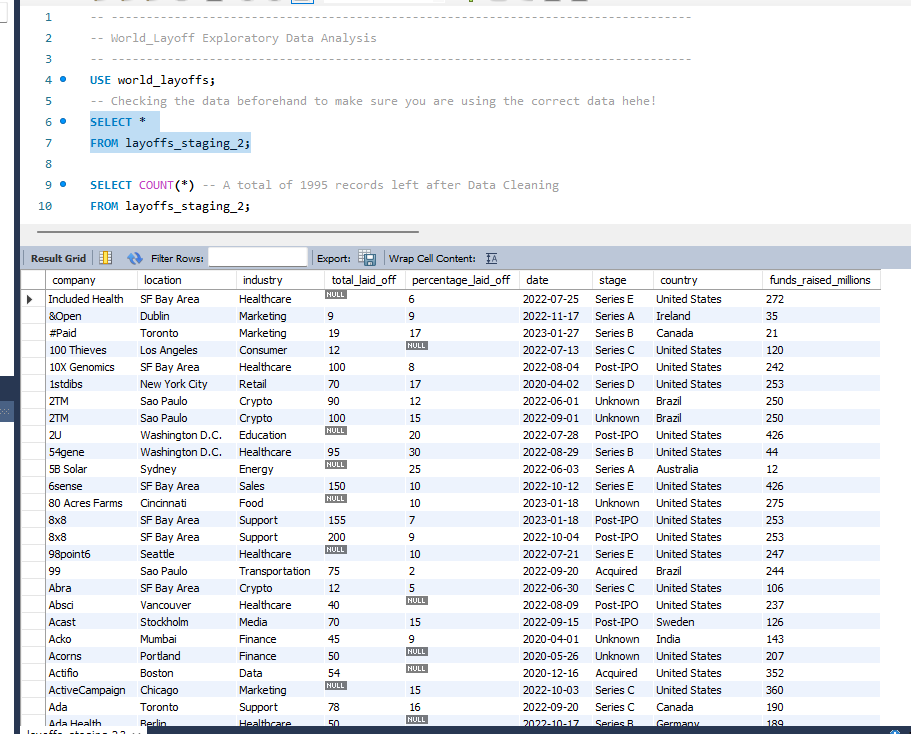 1 -- --------------------------------------------------------------------------------
2 -- World_Layoff Exploratory Data Analysis
3 -- --------------------------------------------------------------------------------
4 USE world_layoffs;
5 -- Checking the data beforehand to make sure you are using the correct data hehe!
6 SELECT *
7 FROM layoffs_staging_2;
8
9 SELECT COUNT(*) -- A total of 1995 records left after Data Cleaning
10 FROM layoffs_staging_2;
Result Grid Filter Rows: Export: Wrap Cell Content: IA
company location industry total_laid_off percentage_laid_off date stage country funds_raised_millions
Included Health SF Bay Area Healthcare NULL 6 2022-07-25 Series E United States 272
&Open Dublin Marketing 9 9 2022-11-17 Series A Ireland 35
#Paid Toronto Marketing 19 17 2023-01-27 Series B Canada 21
100 Thieves Los Angeles Consumer 12 NULL 2022-07-13 Series C United States 120
10X Genomics SF Bay Area Healthcare 100 8 2022-08-04 Post-IPO United States 242
1stdibs New York City Retail 70 17 2020-04-02 Series D United States 253
2TM Sao Paulo Crypto 90 12 2022-06-01 Unknown Brazil 250
2TM Sao Paulo Crypto 100 15 2022-09-01 Unknown Brazil 250
2U Washington D.C. Education NULL 20 2022-07-28 Post-IPO United States 426
54gene Washington D.C. Healthcare 95 30 2022-08-29 Series B United States 44
5B Solar Sydney Energy NULL 25 2022-06-03 Series A Australia 12
6sense SF Bay Area Sales 150 10 2022-10-12 Series E United States 426
80 Acres Farms Cincinnati Food NULL 10 2023-01-18 Unknown United States 275
8x8 SF Bay Area Support 155 7 2023-01-18 Post-IPO United States 253
8x8 SF Bay Area Support 200 9 2022-10-04 Post-IPO United States 253
98point6 Seattle Healthcare NULL 10 2022-07-21 Series E United States 247
99 Sao Paulo Transportation 75 2 2022-09-20 Acquired Brazil 244
Abra SF Bay Area Crypto 12 5 2022-06-30 Series C United States 106
Absci Vancouver Healthcare 40 NULL 2022-08-09 Post-IPO United States 237
Acast Stockholm Media 70 15 2022-09-15 Post-IPO Sweden 126
Acko Mumbai Finance 45 9 2020-04-01 Unknown India 143
Acorns Portland Finance 50 NULL 2020-05-26 Unknown United States 207
Actifio Boston Data 54 NULL 2020-12-16 Acquired United States 352
ActiveCampaign Chicago Marketing NULL 15 2022-10-03 Series C United States 360
Ada Toronto Support 78 16 2022-09-20 Series C Canada 190
Ada Health Berlin Healthcare 50 NULL 2022-10-17 Series B Germany 189